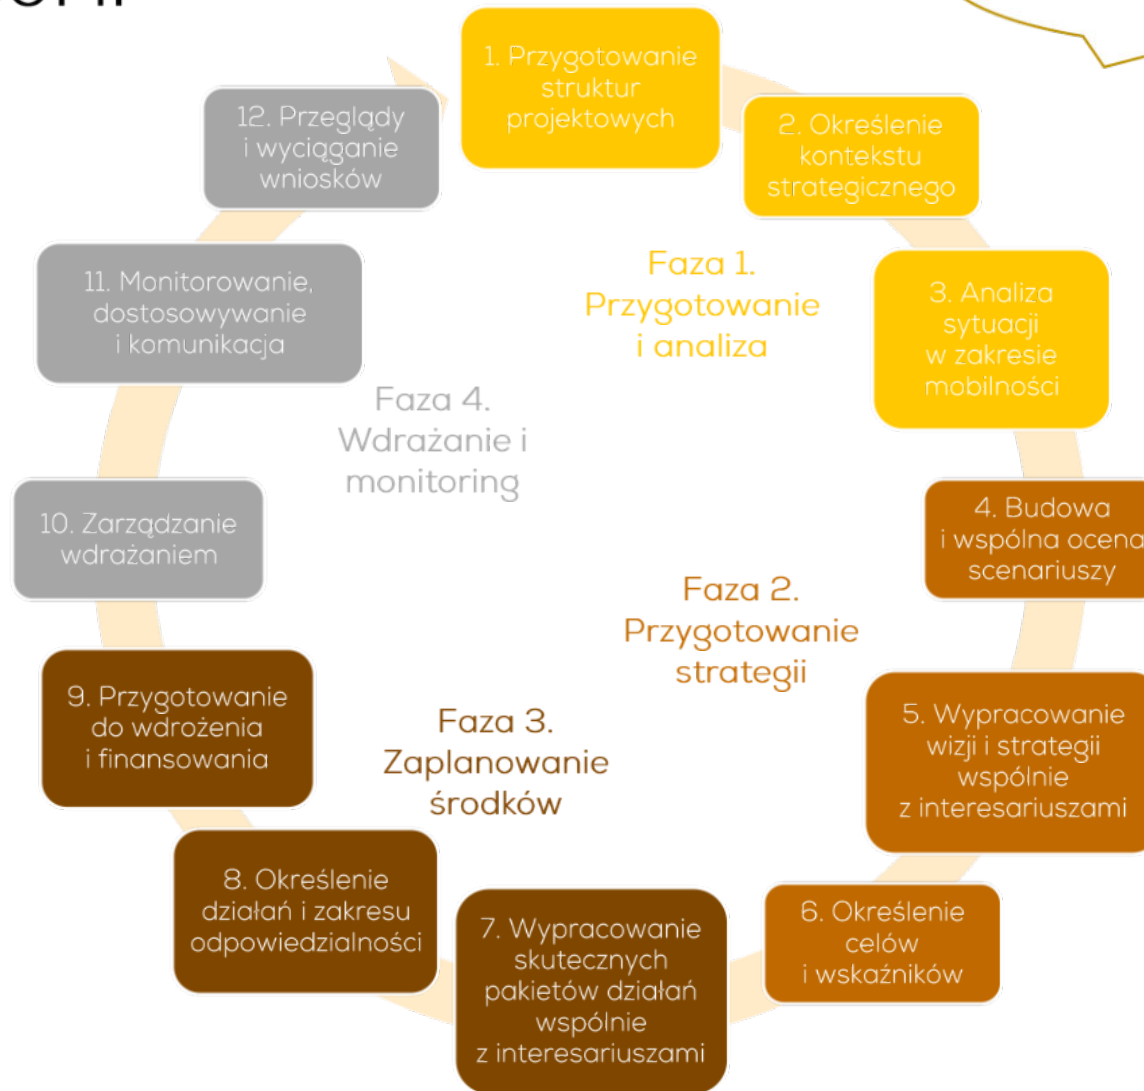 1. Przygotowanie
struktur
projektowych
2. Określenie
kontekstu
strategicznego
3. Analiza
sytuacji
w zakresie
mobilności
Faza 1.
Przygotowanie
i analiza
4. Budowa
i wspólna ocena
scenariuszy
5. Wypracowanie
wizji i strategii
wspólnie
z interesariuszami
6. Określenie
celów
i wskaźników
Faza 2.
Przygotowanie
strategii
7. Wypracowanie
skutecznych
pakietów działań
wspólnie
z interesariuszami
8. Określenie
działań i zakresu
odpowiedzialności
9. Przygotowanie
do wdrożenia
i finansowania
Faza 3.
Zaplanowanie
środków
10. Zarządzanie
wdrażaniem
11. Monitorowanie,
dostosowywanie
i komunikacja
12. Przeglądy
i wyciąganie
wniosków
Faza 4.
Wdrażanie i
monitoring